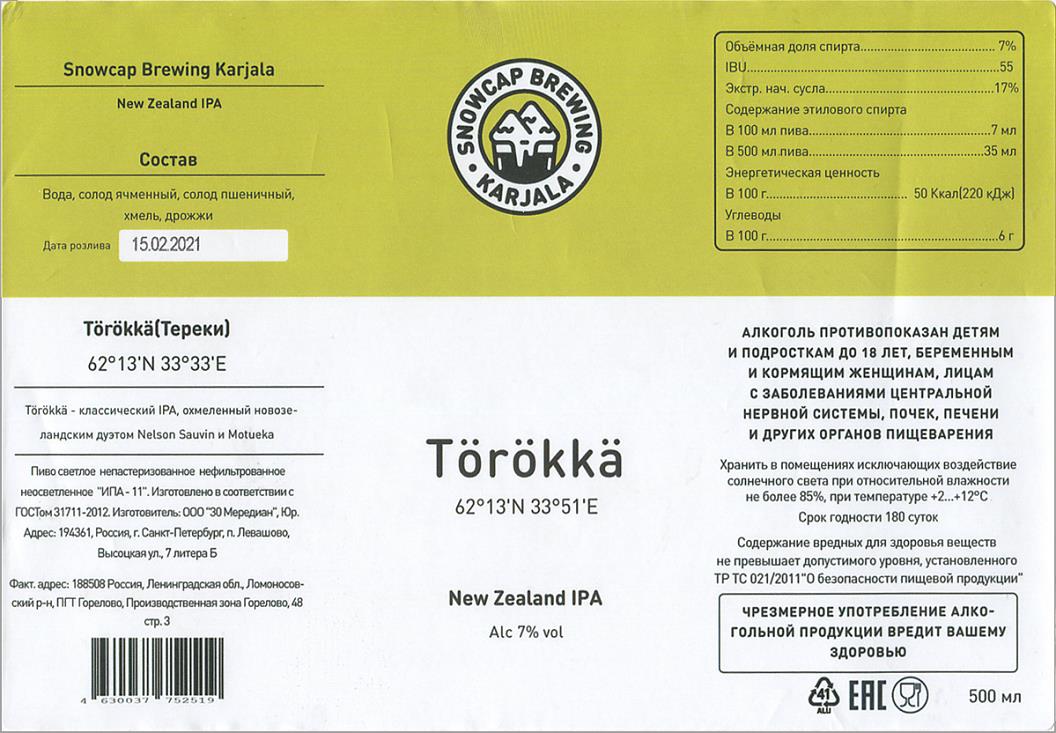 Snowcap Brewing Karjala
New Zealand IPA
Состав
Вода, солод ячменный, солод пшеничный,
хмель, дрожжи
Дата розлива 15.02.2021
SNOWCAP BREWING
• KARJALA •
Объёмная доля спирта........................................ 7%
IBU..........................................................................55
Экстр. нач. сусла..................................................17%
Содержание этилового спирта
В 100 мл пива......................................................7 мл
В 500 мл пива....................................................35 мл
Энергетическая ценность
В 100 г.......................................... 50 Ккал(220 кДж)
Углеводы
В 100 г.....................................................................6 г
Törökkä(Тереки)
62°13'N 33°33'E
Törökkä - классический IPA, охмеленный новозе-
ландским дуэтом Nelson Sauvin и Motueka
Пиво светлое непастеризованное нефильтрованное
неосветленное "ИПА - 11". Изготовлено в соответствии с
ГОСТом 31711-2012. Изготовитель: ООО "30 Мередиан", Юр.
Адрес: 194361, Россия, г. Санкт-Петербург, п. Левашово,
Высоцкая ул., 7 литера Б
Факт. адрес: 188508 Россия, Ленинградская обл., Ломоносов-
ский р-н, ПГТ Горелово, Производственная зона Горелово, 48
стр. 3
4 630037 752519
Törökkä
62°13'N 33°51'E
New Zealand IPA
Alc 7% vol
АЛКОГОЛЬ ПРОТИВОПОКАЗАН ДЕТЯМ
И ПОДРОСТКАМ ДО 18 ЛЕТ, БЕРЕМЕННЫМ
И КОРМЯЩИМ ЖЕНЩИНАМ, ЛИЦАМ
С ЗАБОЛЕВАНИЯМИ ЦЕНТРАЛЬНОЙ
НЕРВНОЙ СИСТЕМЫ, ПОЧЕК, ПЕЧЕНИ
И ДРУГИХ ОРГАНОВ ПИЩЕВАРЕНИЯ
Хранить в помещениях исключающих воздействие
солнечного света при относительной влажности
не более 85%, при температуре +2...+12°С
Срок годности 180 суток
Содержание вредных для здоровья веществ
не превышает допустимого уровня, установленного
ТР ТС 021/2011"О безопасности пищевой продукции"
ЧРЕЗМЕРНОЕ УПОТРЕБЛЕНИЕ АЛКО-
ГОЛЬНОЙ ПРОДУКЦИИ ВРЕДИТ ВАШЕМУ
ЗДОРОВЬЮ
41
ALU
EAC
500 мл